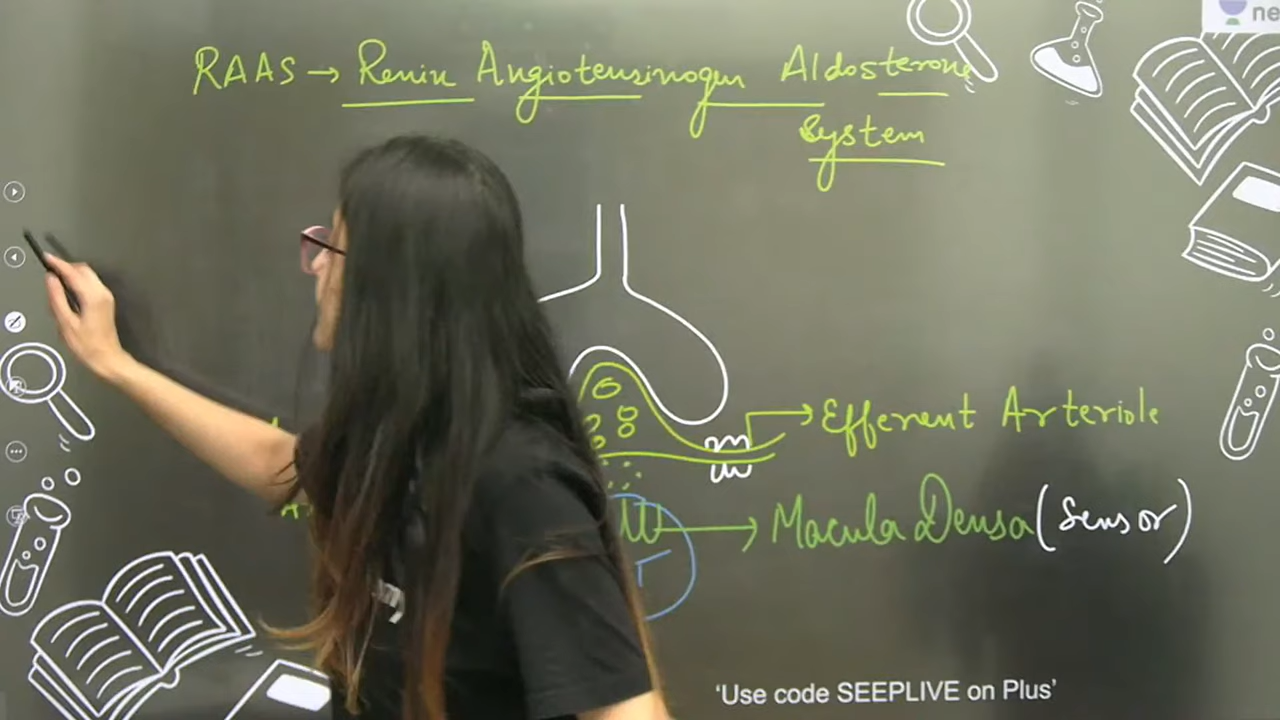 RAAS → Renin Angiotensinogen Aldosterone
System
Efferent Arteriole
Macula Densa (Sensor)
'Use code SEEPLIVE on Plus'